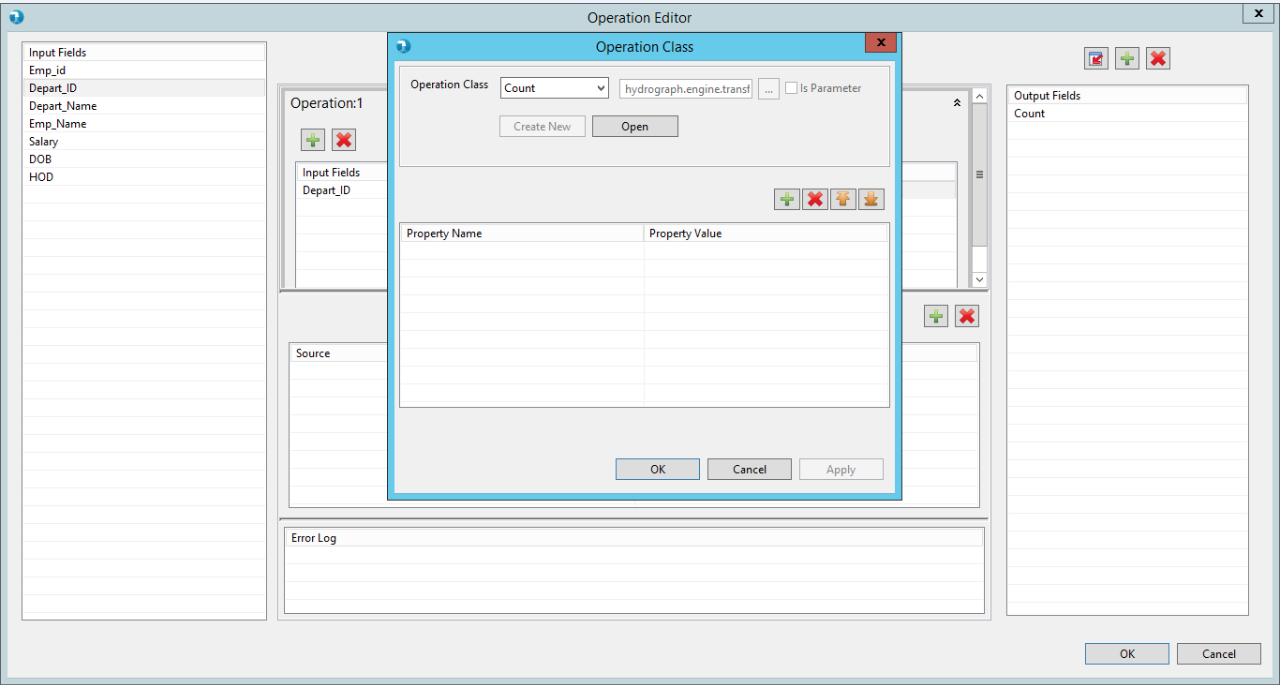 Operation Editor
x
Input Fields
Emp_id
Depart_ID
Depart_Name
Emp_Name
Salary
DOB
HOD
Operation:1
Input Fields
Depart_ID
Source
Error Log
Operation Class
x
Operation Class
Count
hydrograph.engine.transf
...
Is Parameter
Create New
Open
Property Name
Property Value
OK
Cancel
Apply
Output Fields
Count
OK
Cancel